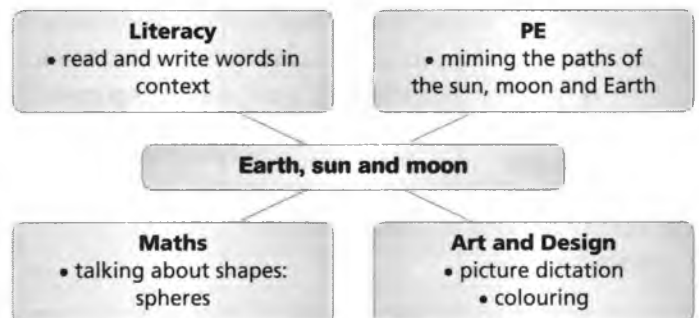 Literacy
• read and write words in
context
PE
• miming the paths of
the sun, moon and Earth
Earth, sun and moon
Maths
• talking about shapes:
spheres
Art and Design
• picture dictation
• colouring